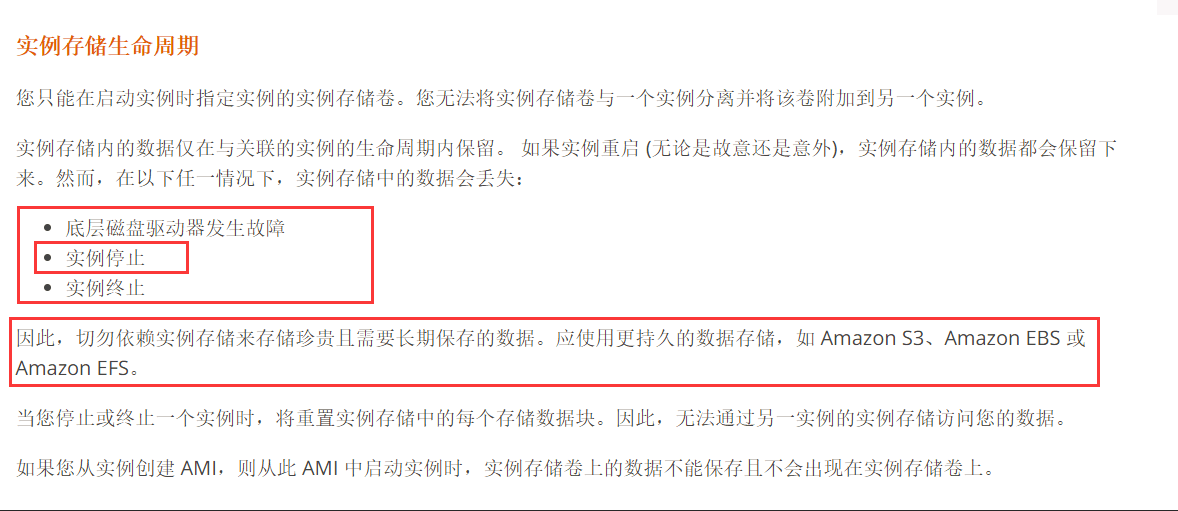 实例存储生命周期
您只能在启动实例时指定实例的实例存储卷。您无法将实例存储卷与一个实例分离并将该卷附加到另一个实例。
实例存储内的数据仅在与关联的实例的生命周期内保留。 如果实例重启 (无论是故意还是意外)，实例存储内的数据都会保留下
来。然而，在以下任一情况下，实例存储中的数据会丢失：
• 底层磁盘驱动器发生故障
• 实例停止
• 实例终止
因此，切勿依赖实例存储来存储珍贵且需要长期保存的数据。应使用更持久的数据存储，如 Amazon S3、Amazon EBS 或
Amazon EFS。
当您停止或终止一个实例时，将重置实例存储中的每个存储数据块。因此，无法通过另一实例的实例存储访问您的数据。
如果您从实例创建 AMI，则从此 AMI 中启动实例时，实例存储卷上的数据不能保存且不会出现在实例存储卷上。